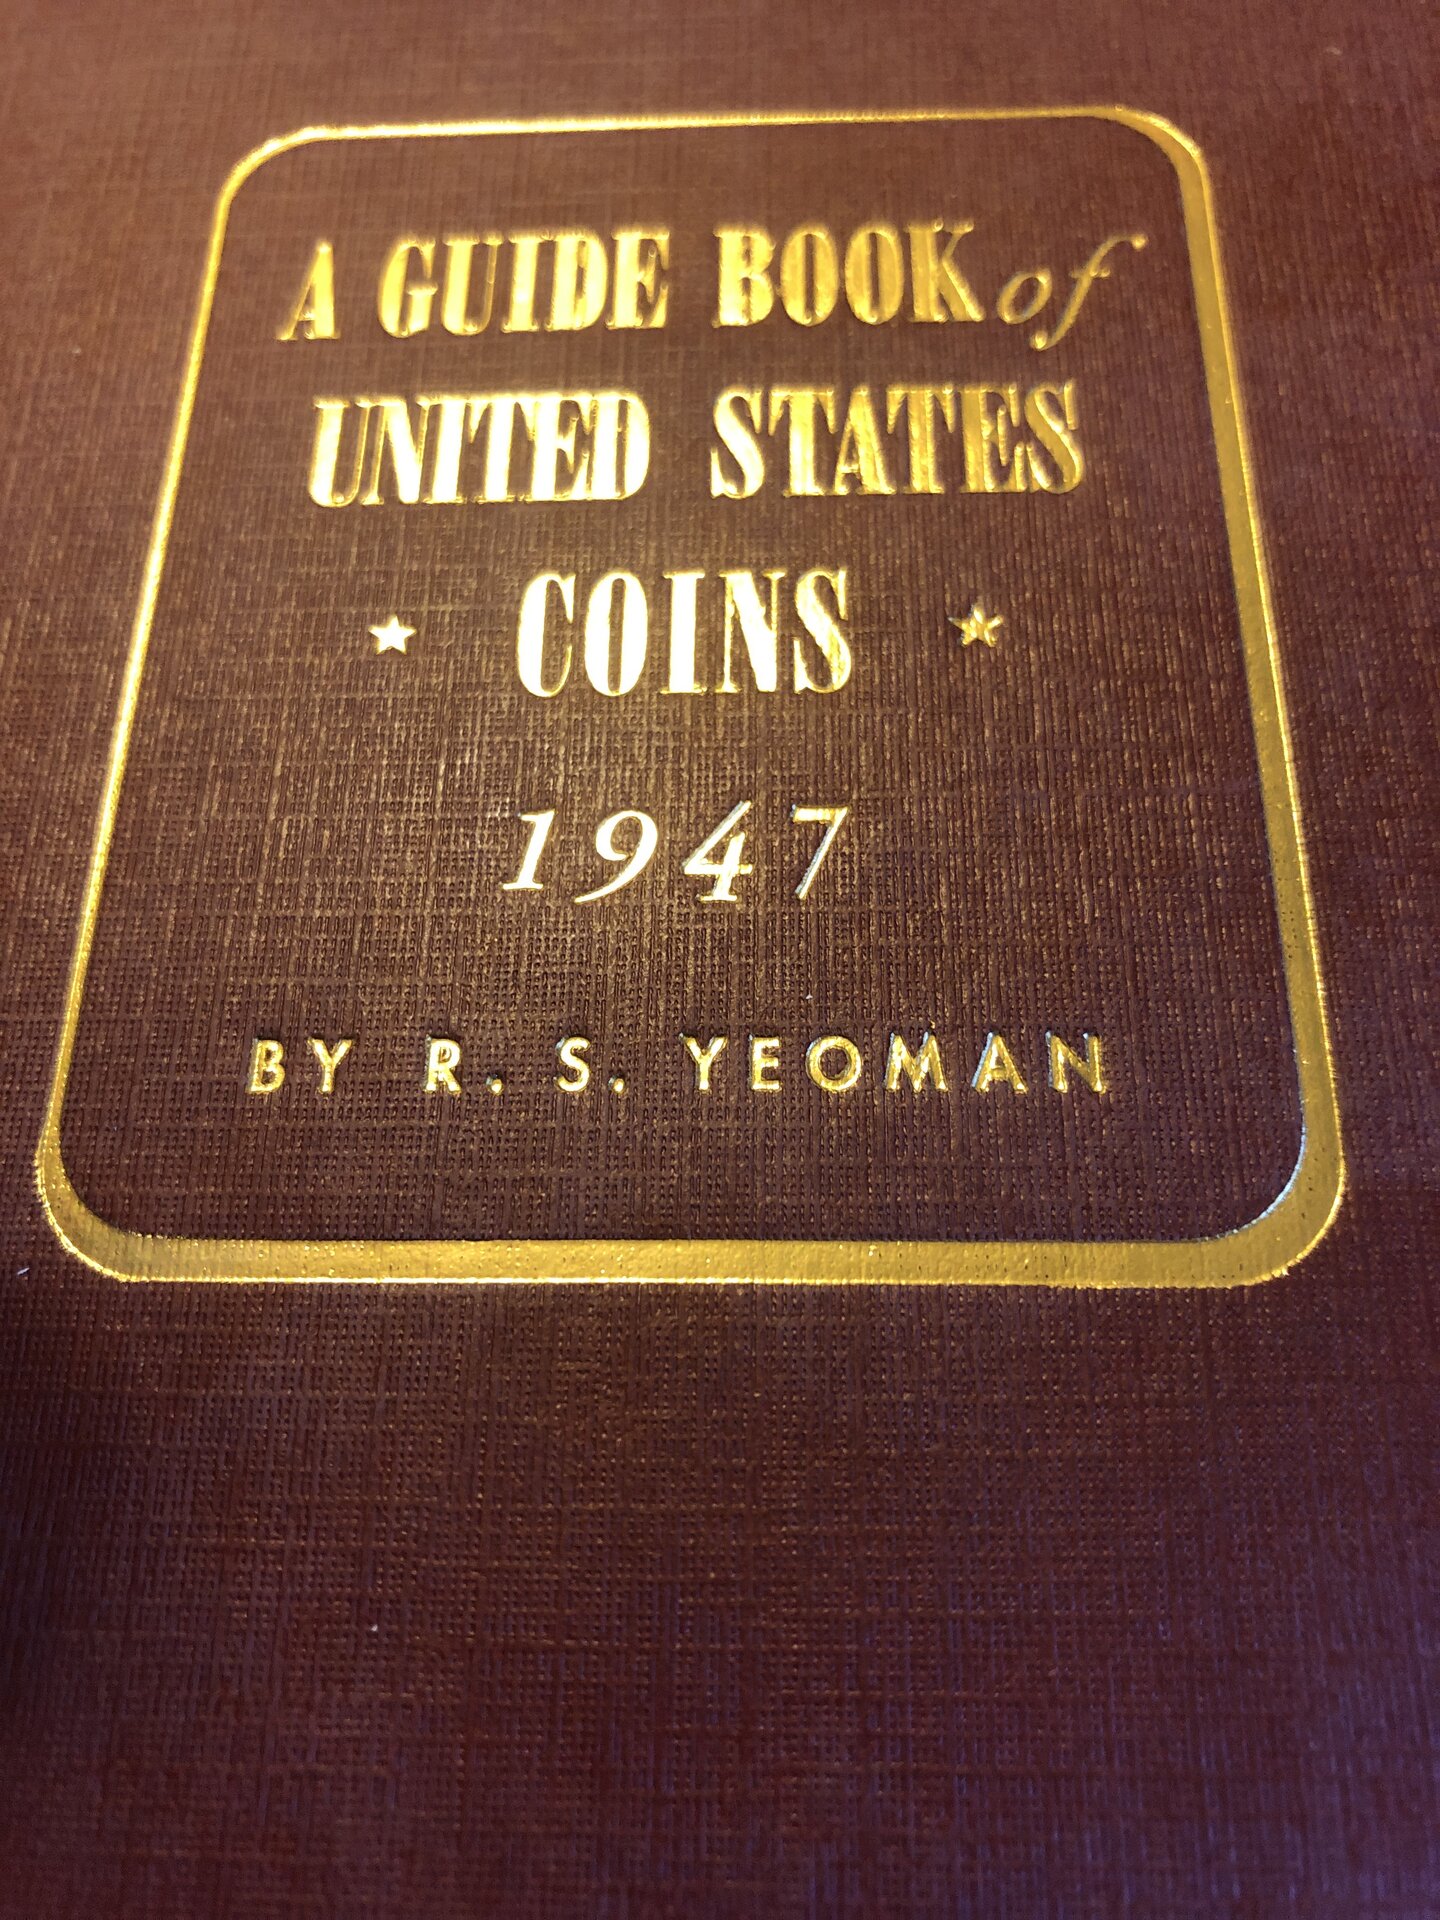 A GUIDE BOOK of
UNITED STATES
COINS
1947
BY R. S. YEOMAN